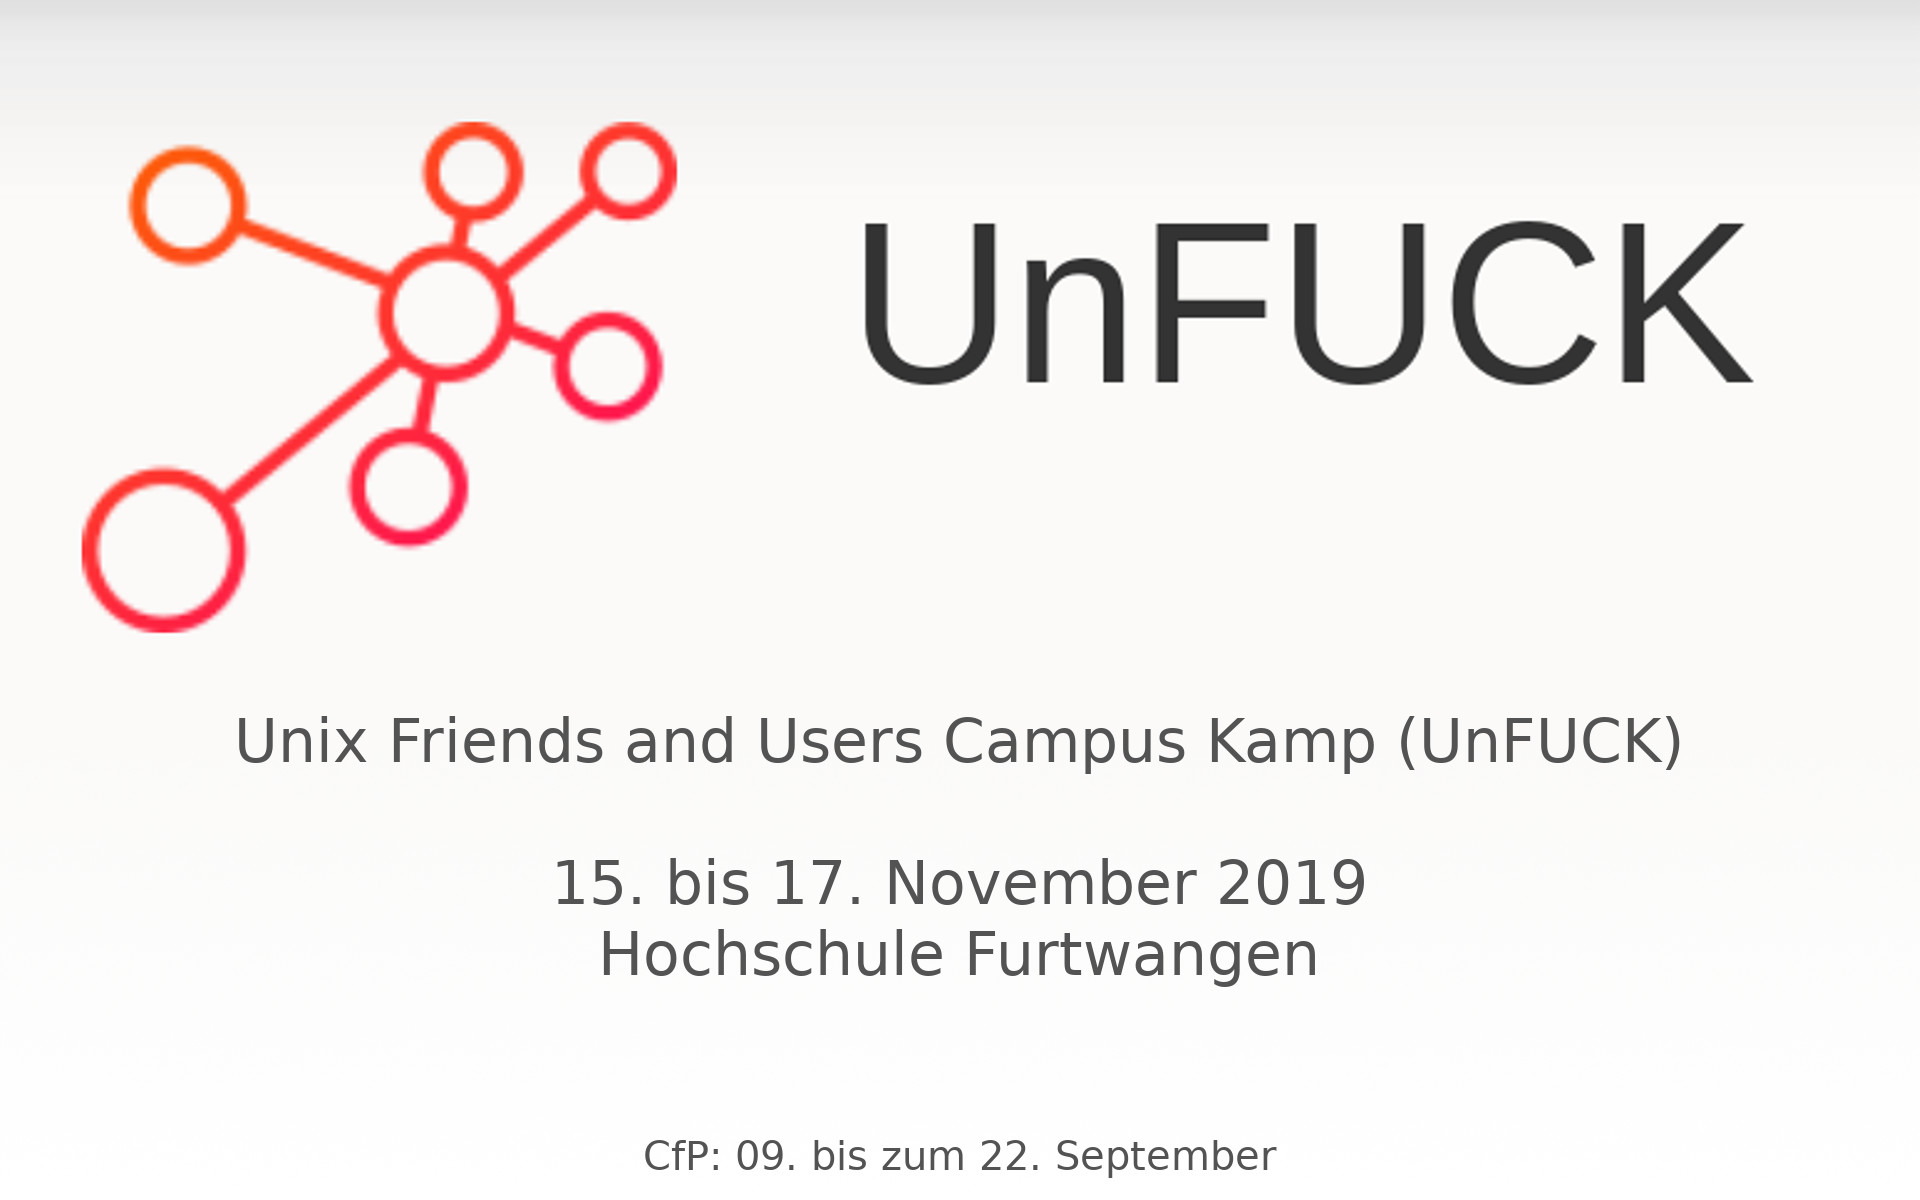 UnFUCK
Unix Friends and Users Campus Kamp (UnFUCK)
15. bis 17. November 2019
Hochschule Furtwangen
CfP: 09. bis zum 22. September